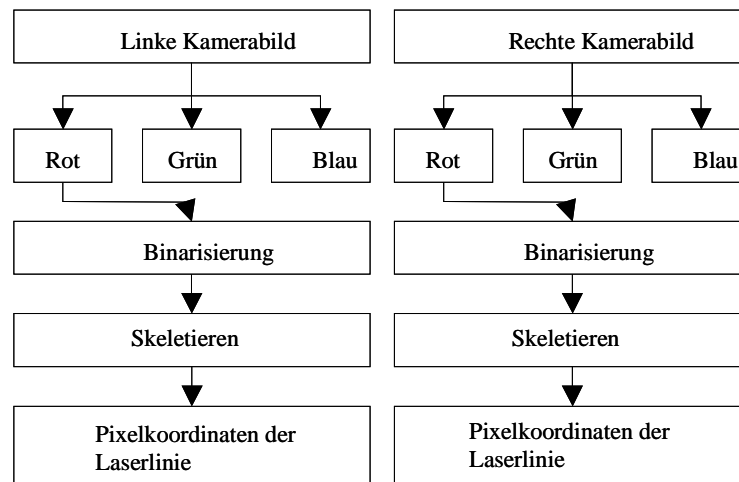 Linke Kamerabild
Rot
Grün
Blau
Binarisierung
Skeletieren
Pixelkoordinaten der
Laserlinie
Rechte Kamerabild
Rot
Grün
Blau
Binarisierung
Skeletieren
Pixelkoordinaten der
Laserlinie